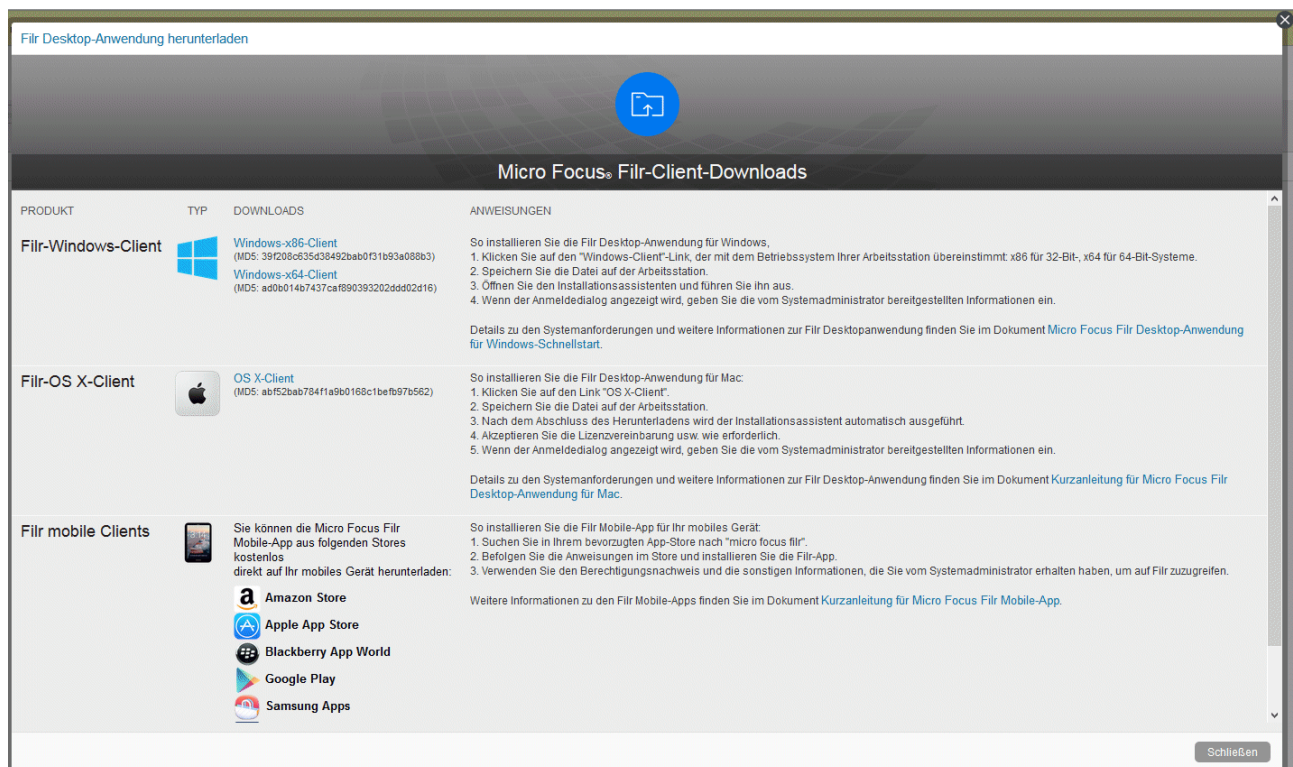 Filr Desktop-Anwendung herunterladen
Micro Focus® Filr-Client-Downloads
PRODUKT TYP DOWNLOADS ANWEISUNGEN
Filr-Windows-Client
Windows-x86-Client
(MD5: 39f208c635d38492bab0f31b93a088b3)
Windows-x64-Client
(MD5: ad0b014b7437caf890393202ddd02d16)
So installieren Sie die Filr Desktop-Anwendung für Windows,
1. Klicken Sie auf den "Windows-Client"-Link, der mit dem Betriebssystem Ihrer Arbeitsstation übereinstimmt: x86 für 32-Bit-, x64 für 64-Bit-Systeme.
2. Speichern Sie die Datei auf der Arbeitsstation.
3. Öffnen Sie den Installationsassistenten und führen Sie ihn aus.
4. Wenn der Anmeldedialog angezeigt wird, geben Sie die vom Systemadministrator bereitgestellten Informationen ein.
Details zu den Systemanforderungen und weitere Informationen zur Filr Desktopanwendung finden Sie im Dokument Micro Focus Filr Desktop-Anwendung
für Windows-Schnellstart.
Filr-OS X-Client
OS X-Client
(MD5: abf52bab784f1a9b0168c1befb97b562)
So installieren Sie die Filr Desktop-Anwendung für Mac:
1. Klicken Sie auf den Link "OS X-Client".
2. Speichern Sie die Datei auf der Arbeitsstation.
3. Nach dem Abschluss des Herunterladens wird der Installationsassistent automatisch ausgeführt.
4. Akzeptieren Sie die Lizenzvereinbarung usw. wie erforderlich.
5. Wenn der Anmeldedialog angezeigt wird, geben Sie die vom Systemadministrator bereitgestellten Informationen ein.
Details zu den Systemanforderungen und weitere Informationen zur Filr Desktop-Anwendung finden Sie im Dokument Kurzanleitung für Micro Focus Filr
Desktop-Anwendung für Mac.
Filr mobile Clients
Sie können die Micro Focus Filr
Mobile-App aus folgenden Stores
kostenlos
direkt auf Ihr mobiles Gerät herunterladen:
Amazon Store
Apple App Store
Blackberry App World
Google Play
Samsung Apps
So installieren Sie die Filr Mobile-App für Ihr mobiles Gerät:
1. Suchen Sie in Ihrem bevorzugten App-Store nach "micro focus filr".
2. Befolgen Sie die Anweisungen im Store und installieren Sie die Filr-App.
3. Verwenden Sie den Berechtigungsnachweis und die sonstigen Informationen, die Sie vom Systemadministrator erhalten haben, um auf Filr zuzugreifen.
Weitere Informationen zu den Filr Mobile-Apps finden Sie im Dokument Kurzanleitung für Micro Focus Filr Mobile-App.
Schließen